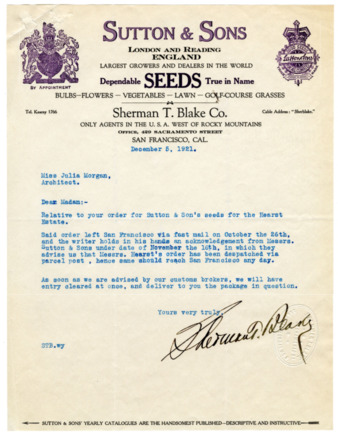 SUTTON & SONS
LONDON AND READING
ENGLAND
LARGEST GROWERS AND DEALERS IN THE WORLD
BY APPOINTMENT
Dependable SEEDS True in Name
BULBS-FLOWERS - VEGETABLES - LAWN - GOLF-COURSE GRASSES
Tel. Kearny 1766
Sherman T. Blake Co.
Cable Address: "Sherblake."
ONLY AGENTS IN THE U. S. A. WEST OF ROCKY MOUNTAINS
OFFICE, 429 SACRAMENTO STREET
SAN FRANCISCO, CAL.
December 5, 1921.
Miss Julia Morgan,
Architect.
Dear Madam:-
Relative to your order for Sutton & Son's seeds for the Hearst
Estate.
Said order left San Francisco via fast mail on October the 26th,
and the writer holds in his hands an acknowledgement from Messrs.
Sutton & Sons under date of November the 16th, in which they
advise us that Messrs. Hearst's order has been despatched via
parcel post , hence same should reach San Francisco any day.
As soon as we are advised by our customs brokers, we will have
entry cleared at once, and deliver to you the package in question.
Yours very truly,
Sherman T. Blake
STB.wy
SUTTON & SONS' YEARLY CATALOGUES ARE THE HANDSOMEST PUBLISHED—DESCRIPTIVE AND INSTRUCTIVE